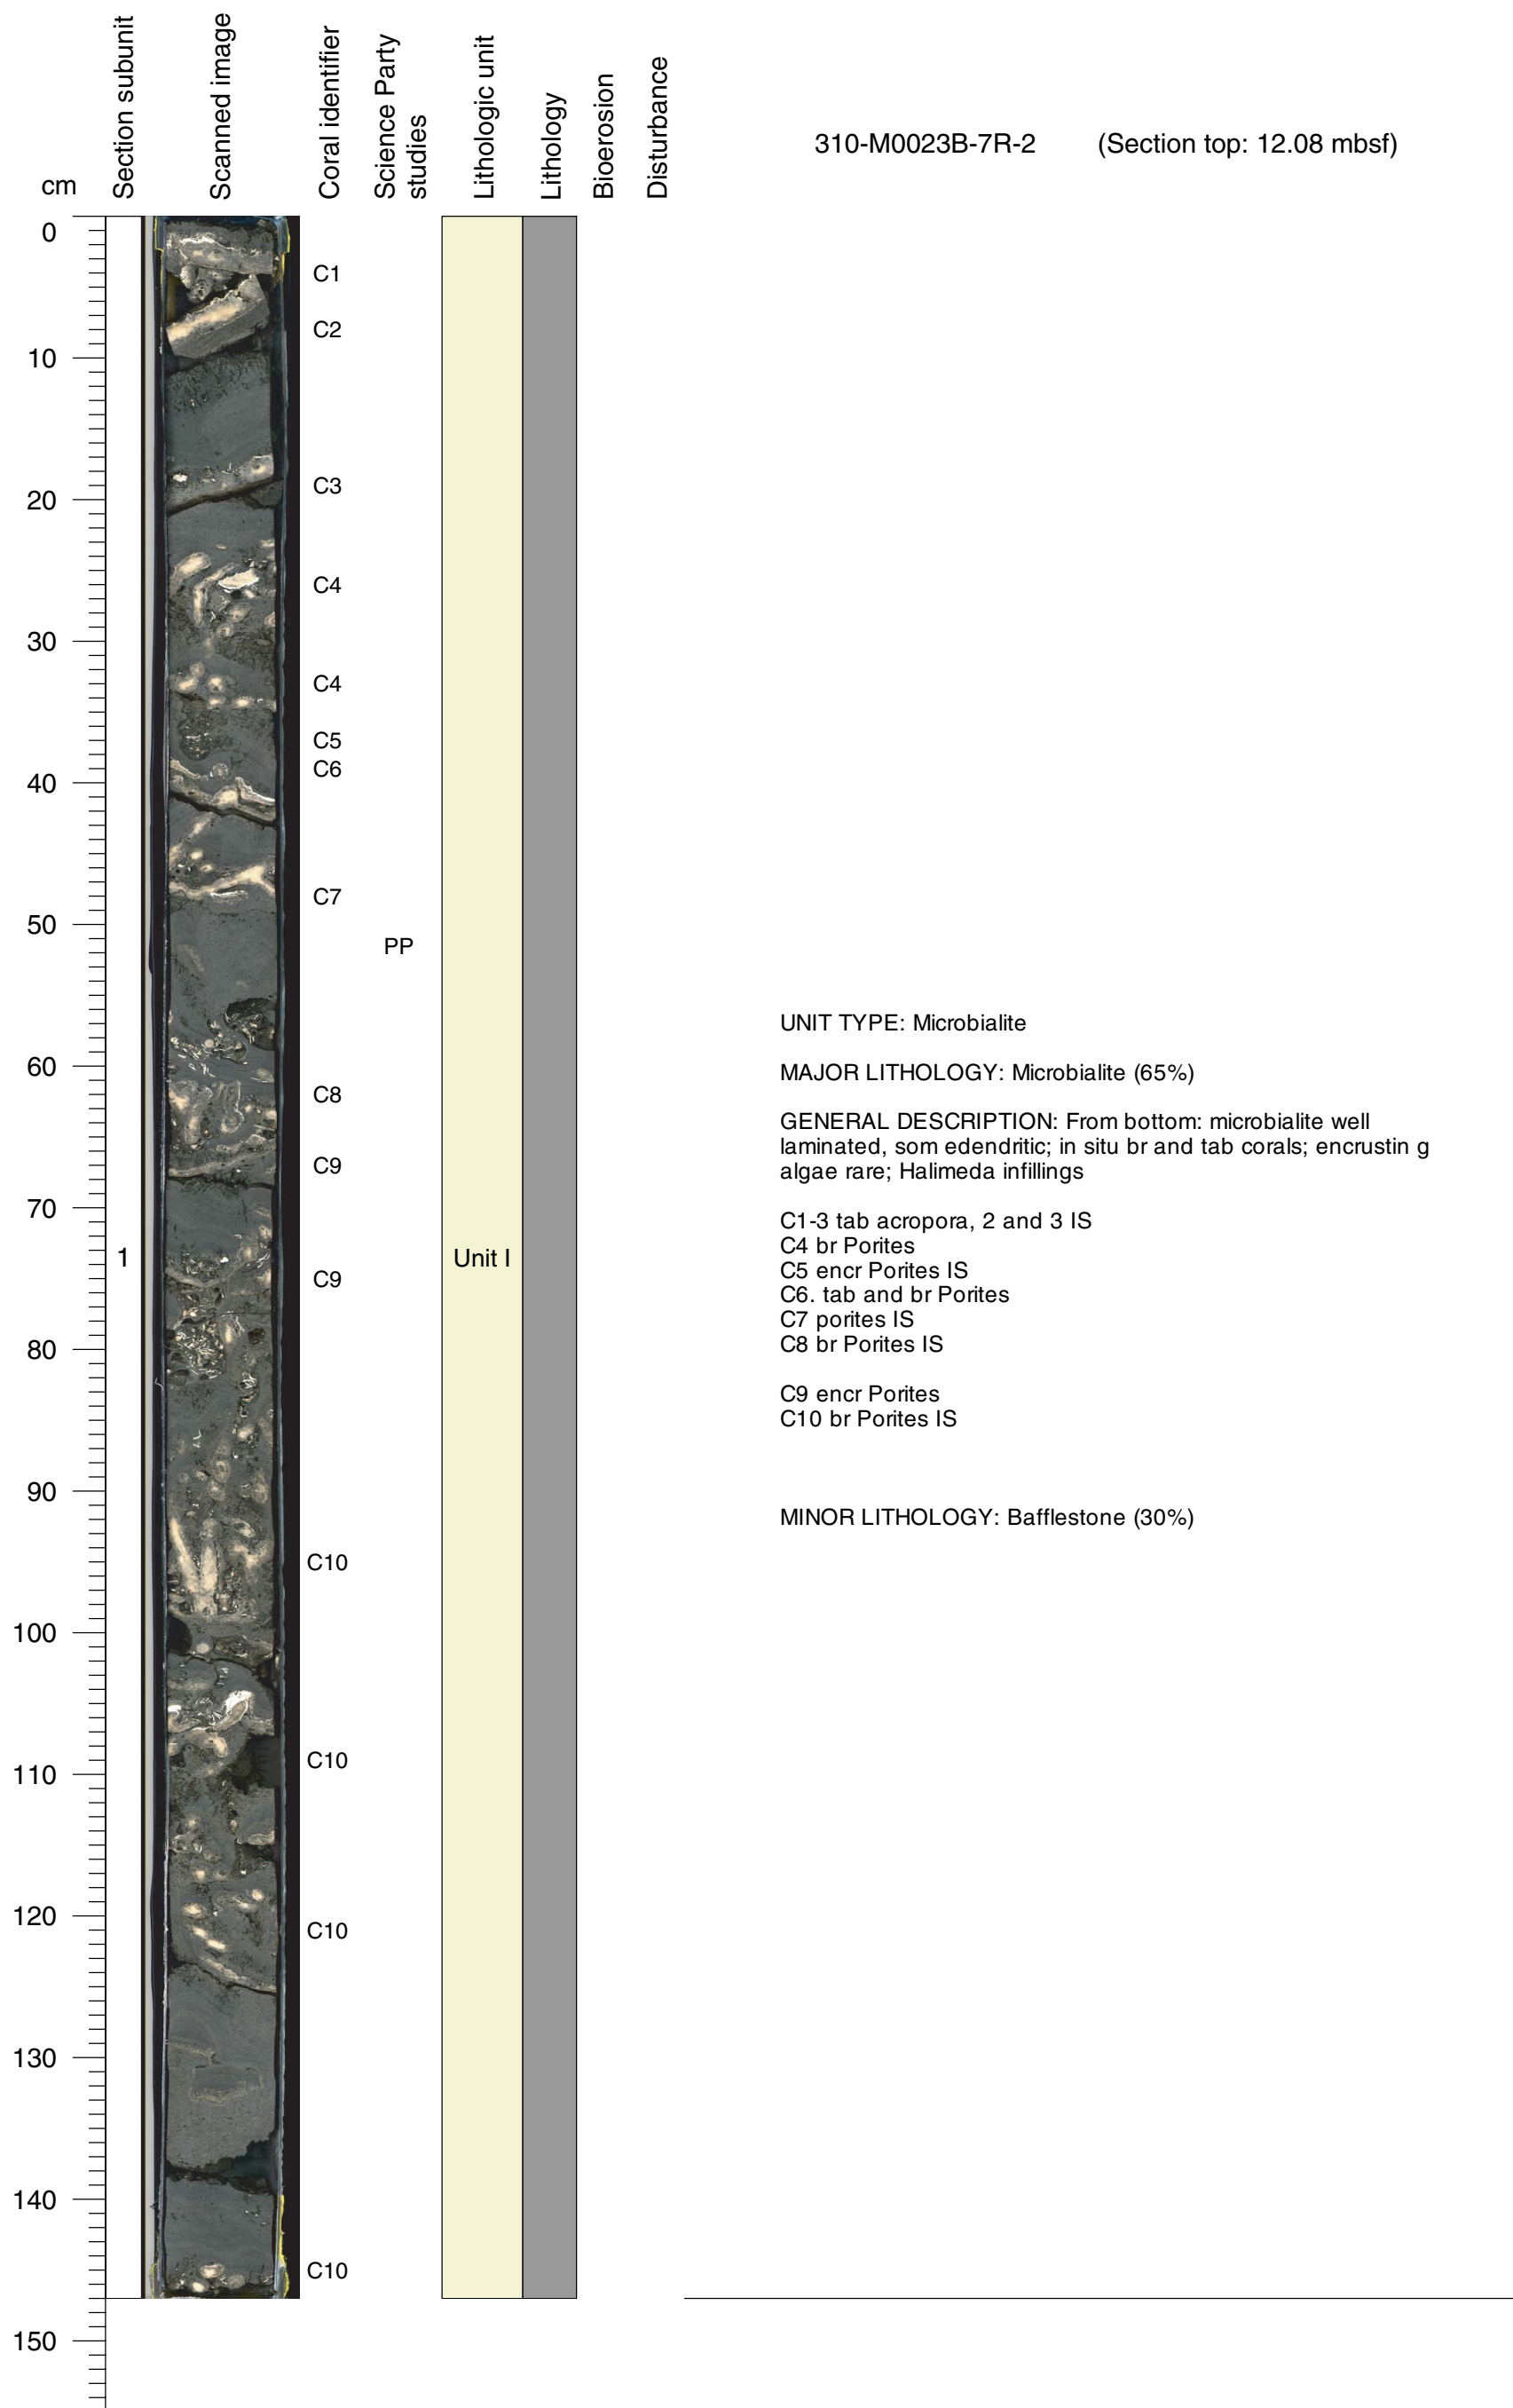 cm
Section subunit
Scanned image
Coral identifier
Science Party
studies
Lithologic unit
Lithology
Bioerosion
Disturbance
310-M0023B-7R-2 (Section top: 12.08 mbsf)
0
C1
C2
10
C3
20
C4
30
C4
C5
C6
40
C7
50
PP
60
C8
C9
70
1
Unit I
C9
80
90
C10
100
C10
110
120
C10
130
140
C10
150
UNIT TYPE: Microbialite
MAJOR LITHOLOGY: Microbialite (65%)
GENERAL DESCRIPTION: From bottom: microbialite well
laminated, som edendritic; in situ br and tab corals; encrustin g
algae rare; Halimeda infillings
C1-3 tab acropora, 2 and 3 IS
C4 br Porites
C5 encr Porites IS
C6. tab and br Porites
C7 porites IS
C8 br Porites IS
C9 encr Porites
C10 br Porites IS
MINOR LITHOLOGY: Bafflestone (30%)